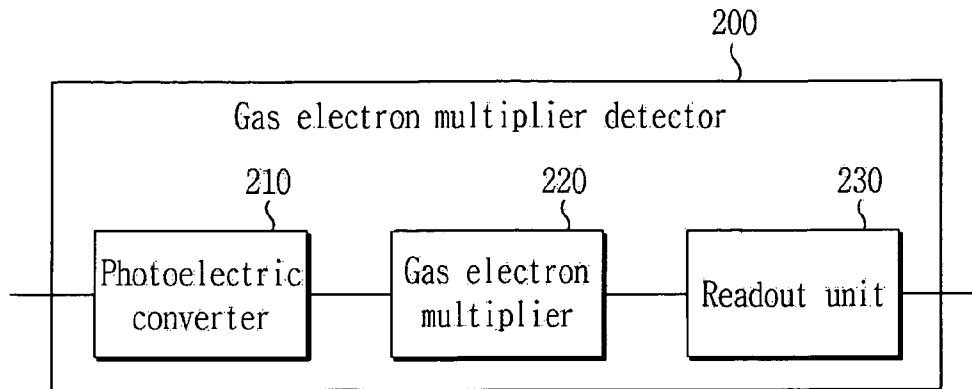 200
Gas electron multiplier detector
210
220
230
Photoelectric
converter
Gas electron
multiplier
Readout unit